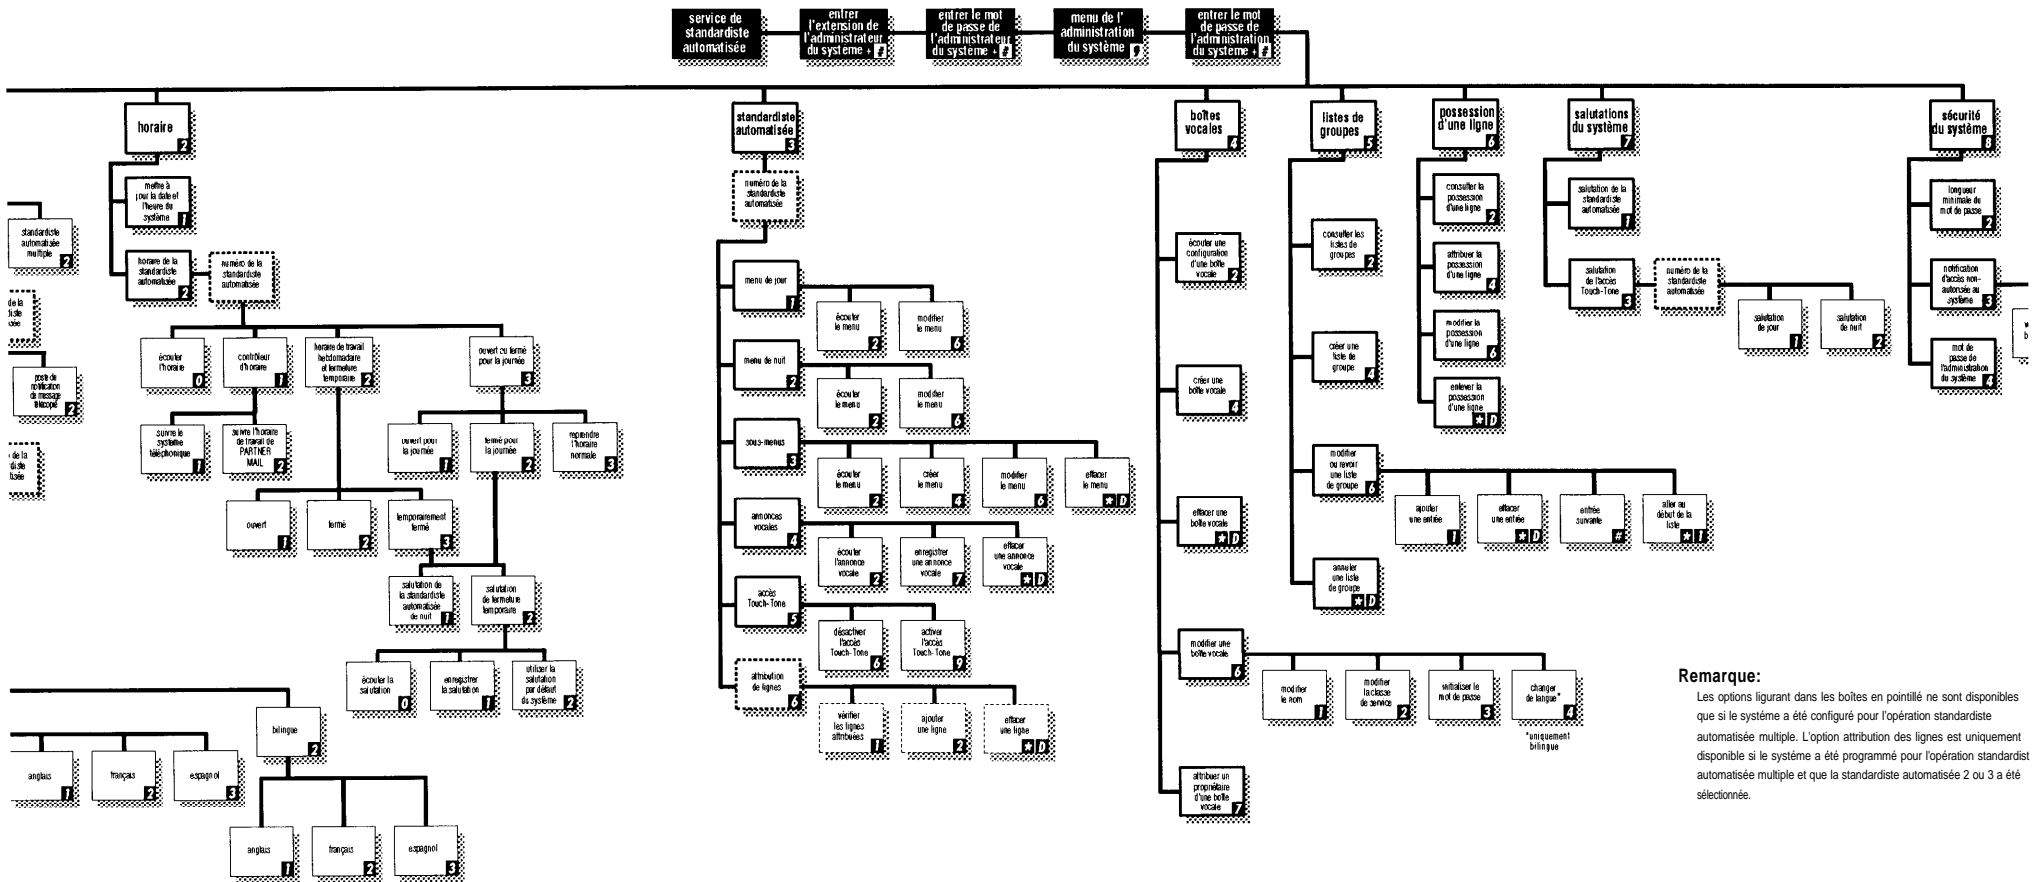 service de
standardiste
automatisée
entrer
l'extension de
l'administrateur
du système + #
entrer le mot
de passe de
l'administrateur
du système + #
menu de l'
administration
du système 9
entrer le mot
de passe de
l'administration
du système + #
horaire
2
standardiste
automatisée
3
boîtes
vocales
4
listes de
groupes
5
possession
d'une ligne
6
salutations
du système
7
sécurité
du système
8
standardiste
automatisée
multiple
2
de la
diste
sée
poste de
notification
de message
télécopié
2
de la
diste
tisée
mettre à
jour la date et
l'heure du
système
1
horaire de la
standardiste
automatisée
2
numéro de la
standardiste
automatisée
écouter
l'horaire
0
contrôleur
d'horaire
1
horaire de travail
hebdomadaire
et fermeture
temporaire
2
ouvert ou fermé
pour la journée
3
suivre le
système
téléphonique
1
suivre l'horaire
de travail de
PARTNER
MAIL
2
ouvert pour
la journée
1
fermé pour
la journée
2
reprendre
l'horaire
normale
3
ouvert
1
fermé
2
temporairement
fermé
3
salutation de
la standardiste
automatisée
de nuit
1
salutation
de fermeture
temporaire
2
écouter la
salutation
0
enregistrer
la salutation
1
utiliser la
salutation
par défaut
du système
2
anglais
1
français
2
espagnol
3
bilingue
2
anglais
1
français
2
espagnol
3
numéro de la
standardiste
automatisée
menu de jour
1
écouter
le menu
2
modifier
le menu
6
menu de nuit
2
écouter
le menu
2
modifier
le menu
6
sous-menus
3
écouter
le menu
2
créer
le menu
4
modifier
le menu
6
effacer
le menu
* D
annonces
vocales
4
écouter
l'annonce
vocale
2
enregistrer
une annonce
vocale
7
effacer
une annonce
vocale
* D
accès
Touch-Tone
5
désactiver
l'accès
Touch-Tone
6
activer
l'accès
Touch-Tone
9
attribution
de lignes
6
vérifier
les lignes
attribuées
1
ajouter
une ligne
2
effacer
une ligne
* D
écouter une
configuration
d'une boîte
vocale
2
créer une
boîte vocale
4
effacer une
boîte vocale
* D
modifier une
boîte vocale
6
modifier
le nom
1
modifier
la classe
de service
2
initialiser le
mot de passe
3
changer
de langue*
4
*uniquement
bilingue
attribuer un
propriétaire
d'une boîte
vocale
7
consulter les
listes de
groupes
2
créer une
liste de
groupe
4
modifier
ou revoir
une liste
de groupe
6
ajouter
une entrée
1
effacer
une entrée
* D
entrée
suivante
#
aller au
début de la
liste
* 1
annuler
une liste
de groupe
* D
consulter la
possession
d'une ligne
2
attribuer la
possession
d'une ligne
4
modifier la
possession
d'une ligne
6
enlever la
possession
d'une ligne
* D
salutation de la
standardiste
automatisée
1
salutation
de l'accès
Touch-Tone
3
numéro de la
standardiste
automatisée
salutation
de jour
1
salutation
de nuit
2
longueur
minimale du
mot de passe
2
notification
d'accès non-
autorisée au
système
3
mot de
passe de
l'administration
du système
4
v
b
Remarque:
Les options ligurant dans les boîtes en pointillé ne sont disponibles
que si le systéme a été configuré pour l'opération standardiste
automatisée multiple. L'option attribution des lignes est uniquement
disponible si le systéme a été programmé pour l'opération standardist
automatisée multiple et que la standardiste automatisée 2 ou 3 a été
sélectionnée.